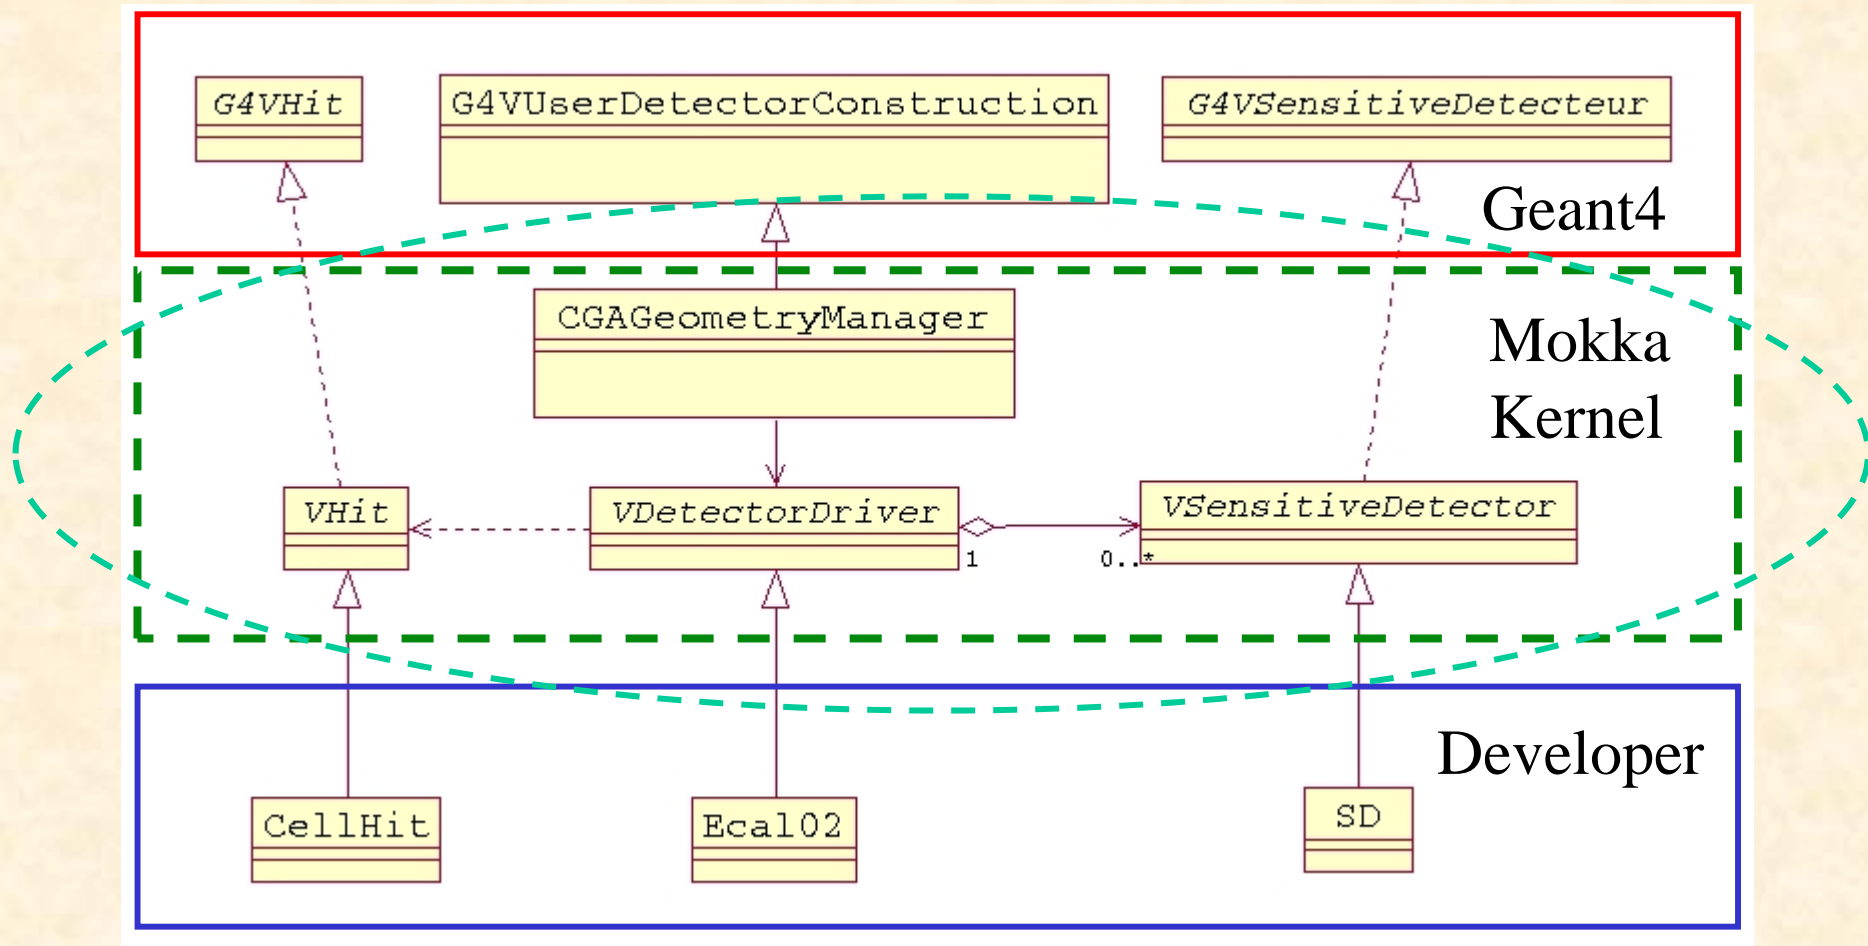 G4VHit
G4VUserDetectorConstruction
G4VSensitiveDetecteur
Geant4
CGAGeometryManager
Mokka
Kernel
VHit
VDetectorDriver
VSensitiveDetector
1
0..*
Developer
CellHit
Ecal02
SD